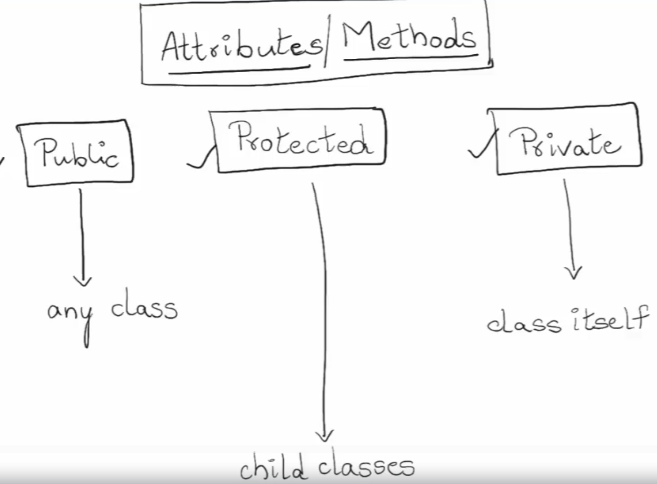 Attributes/Methods
Public
Protected
Private
any class
class itself
child classes